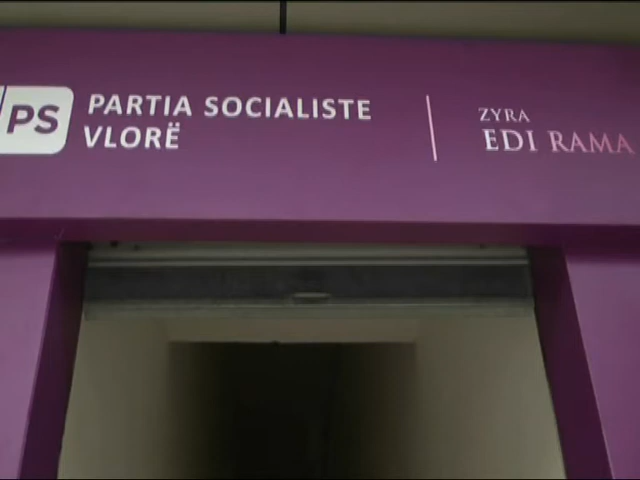 PS
PARTIA SOCIALISTE
VLORË
ZYRA
EDI RAMA